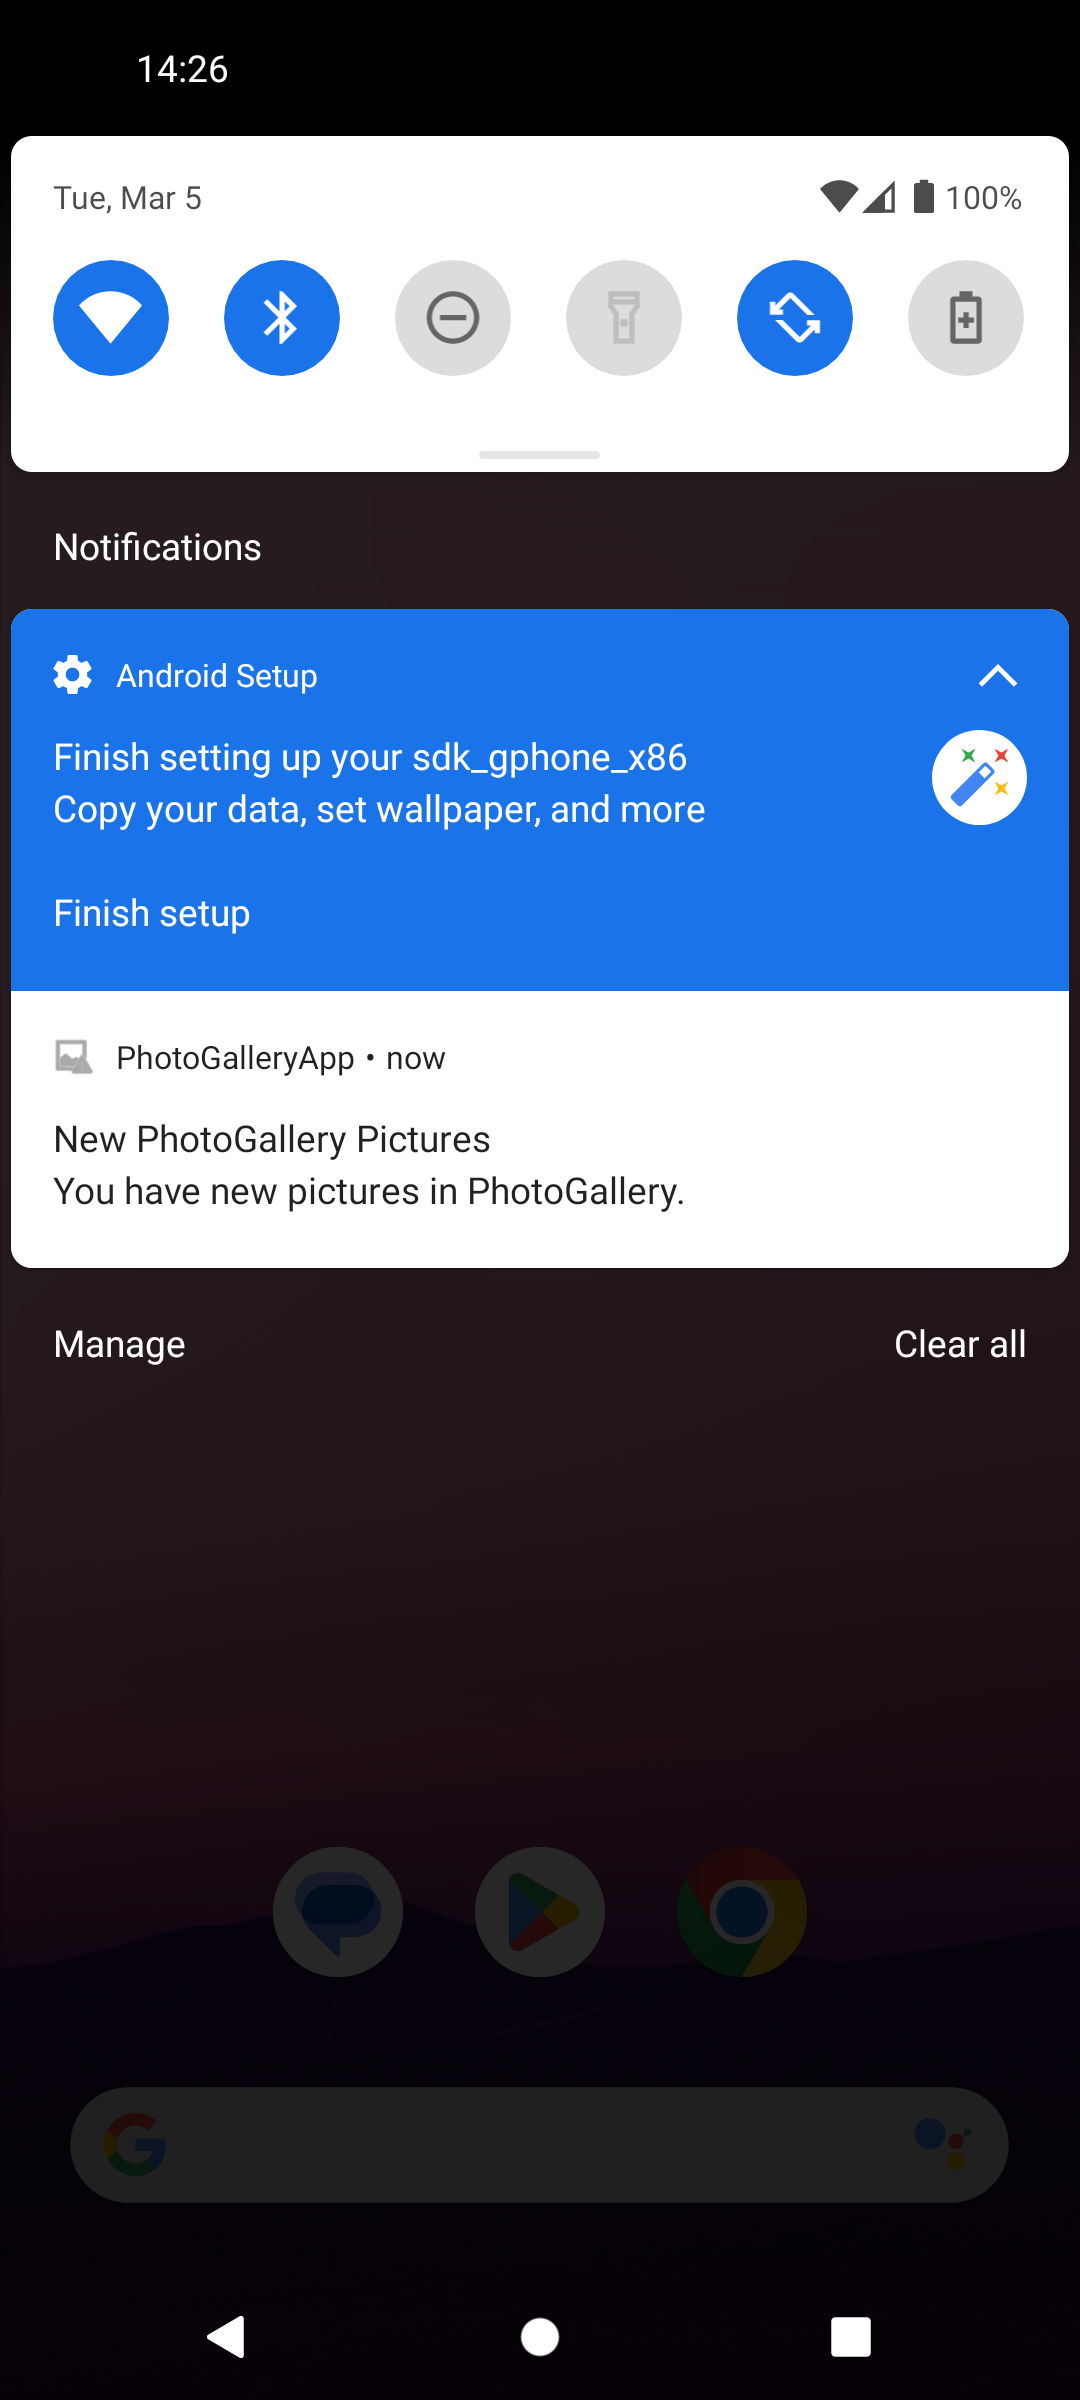 14:26
Tue, Mar 5
100%
Notifications
Android Setup
Finish setting up your sdk_gphone_x86
Copy your data, set wallpaper, and more
Finish setup
PhotoGalleryApp • now
New PhotoGallery Pictures
You have new pictures in PhotoGallery.
Manage
Clear all